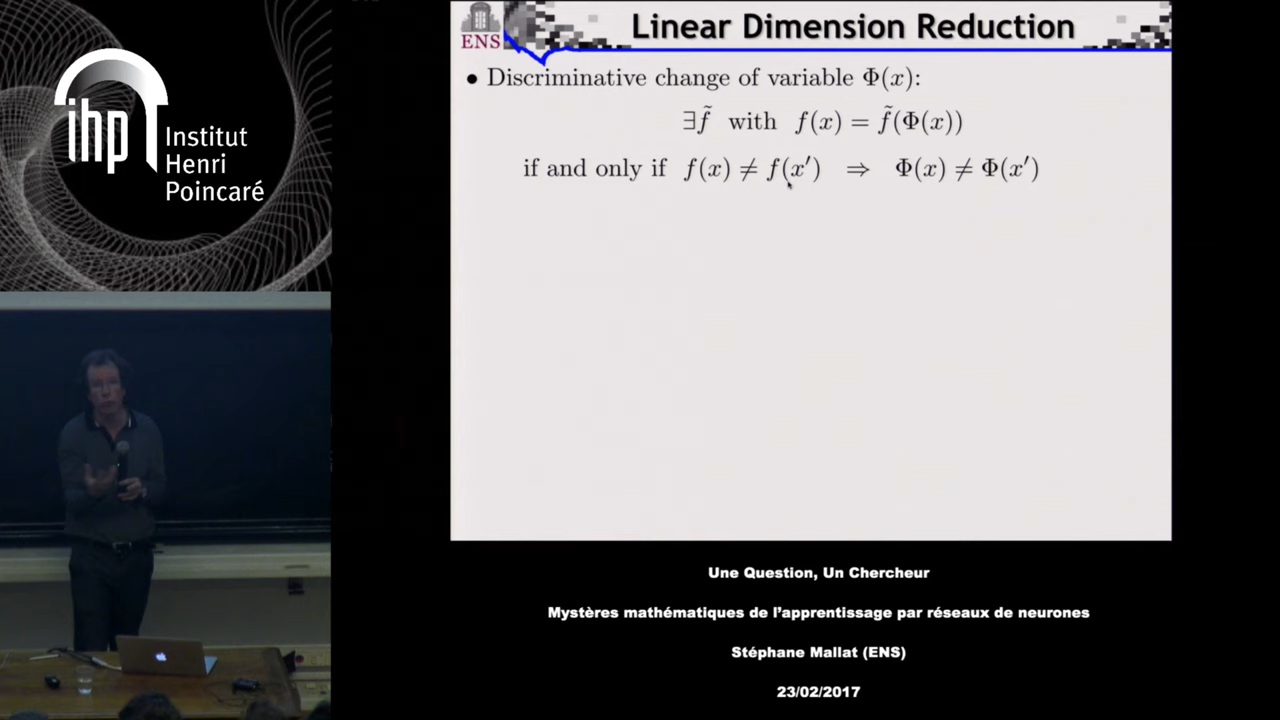 ihp
Institut
Henri
Poincaré
ENS
Linear Dimension Reduction
• Discriminative change of variable Φ(x):
∃f̃ with f(x) = f̃(Φ(x))
if and only if f(x) ≠ f(x′) ⇒ Φ(x) ≠ Φ(x′)
Une Question, Un Chercheur
Mystères mathématiques de l'apprentissage par réseaux de neurones
Stéphane Mallat (ENS)
23/02/2017